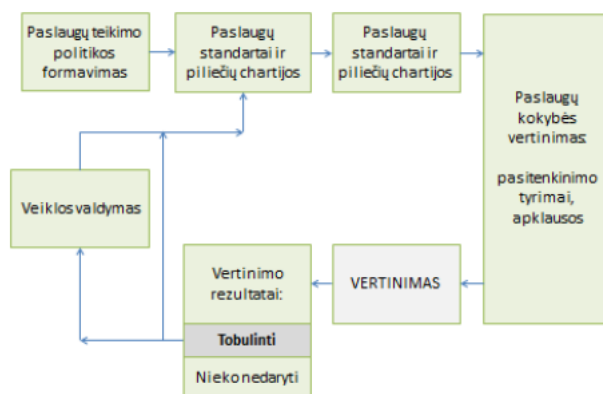 Paslaugų teikimo
politikos
formavimas
Paslaugų
standartai ir
piliečių chartijos
Paslaugų
standartai ir
piliečių chartijos
Paslaugų
kokybės
vertinimas:
pasitenkinimo
tyrimai,
apklausos
Veiklos valdymas
Vertinimo
rezultatai:
VERTINIMAS
Tobulinti
Nieko nedaryti